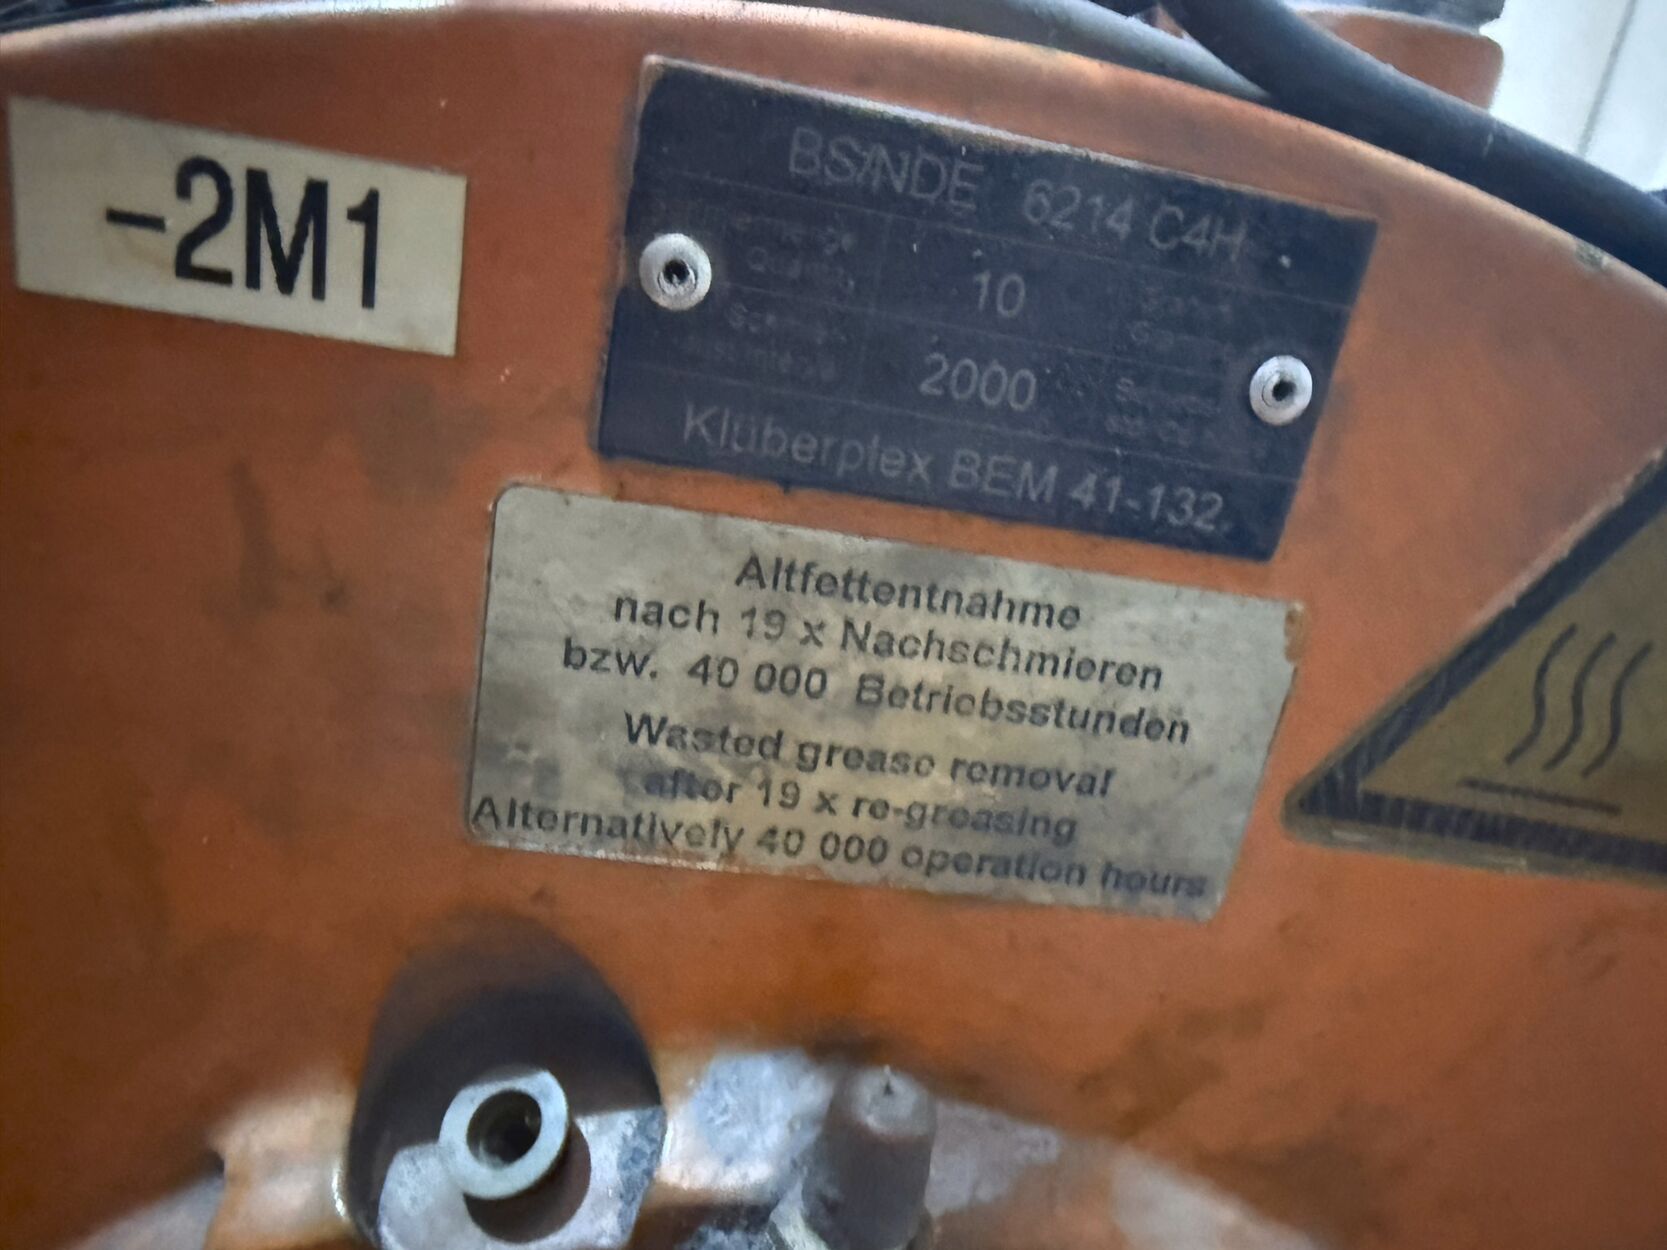 -2M1
BS/NDE 6214 C4H
Quantity 10
2000
Klüberplex BEM 41-132
Altfettentnahme
nach 19 x Nachschmieren
bzw. 40 000 Betriebsstunden
Wasted grease removal
after 19 x re-greasing
Alternatively 40 000 operation hours